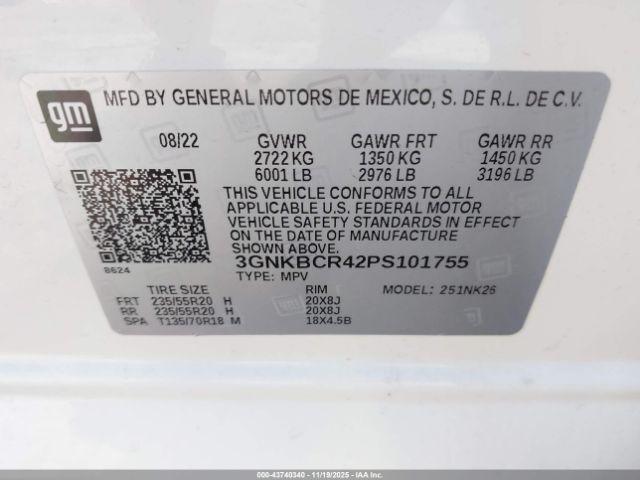 gm
MFD BY GENERAL MOTORS DE MEXICO, S. DE R.L. DE C.V.
08/22 GVWR GAWR FRT GAWR RR
2722 KG 1350 KG 1450 KG
6001 LB 2976 LB 3196 LB
THIS VEHICLE CONFORMS TO ALL
APPLICABLE U.S. FEDERAL MOTOR
VEHICLE SAFETY STANDARDS IN EFFECT
ON THE DATE OF MANUFACTURE
SHOWN ABOVE.
8624 3GNKBCR42PS101755
TYPE: MPV MODEL: 251NK26
TIRE SIZE RIM
FRT 235/55R20 H 20X8J
RR 235/55R20 H 20X8J
SPA T135/70R18 M 18X4.5B
000-43740340 - 11/19/2025 - IAAI.COM